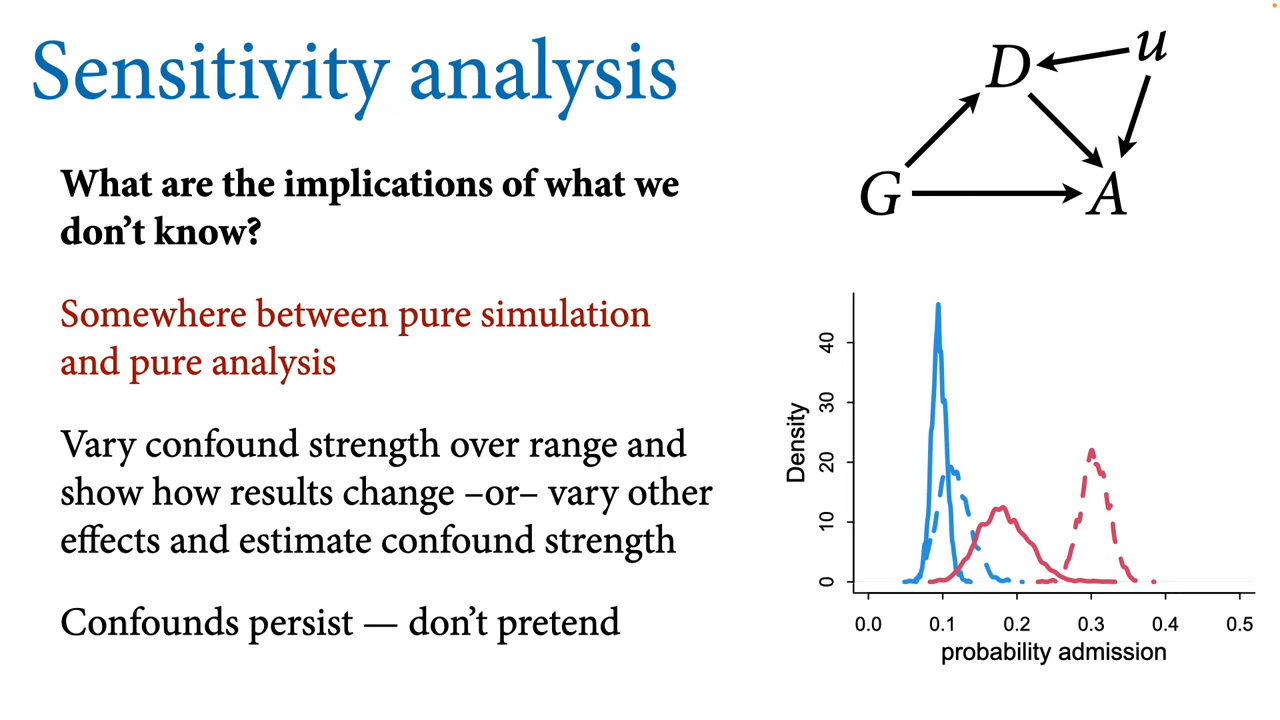 Sensitivity analysis
What are the implications of what we
don’t know?
Somewhere between pure simulation
and pure analysis
Vary confound strength over range and
show how results change –or– vary other
effects and estimate confound strength
Confounds persist — don’t pretend
u
D
G
A
Density
40
30
20
10
0
0.0 0.1 0.2 0.3 0.4 0.5
probability admission